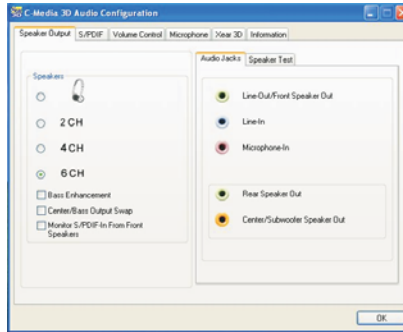 C-Media 3D Audio Configuration
Speaker Output S/PDIF Volume Control Microphone Xear 3D Information
Speakers
2 CH
4 CH
6 CH
Bass Enhancement
Center/Bass Output Swap
Monitor S/PDIF-In From Front
Speakers
Audio Jacks Speaker Test
Line-Out/Front Speaker Out
Line-In
Microphone-In
Rear Speaker Out
Center/Subwoofer Speaker Out
OK